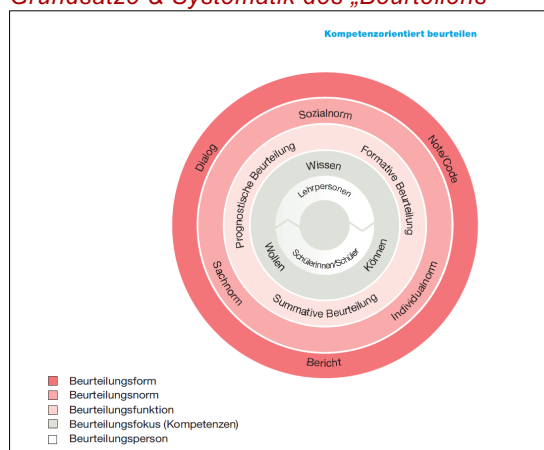 Grundsätze & Systematik des „Beurteilens“
Kompetenzorientiert beurteilen
Sozialnorm
Dialog
Note/Code
Prognostische Beurteilung
Formative Beurteilung
Wissen
Lehrpersonen
Wollen
Können
Schülerinnen/Schüler
Sachnorm
Individualnorm
Summative Beurteilung
Bericht
Beurteilungsform
Beurteilungsnorm
Beurteilungsfunktion
Beurteilungsfokus (Kompetenzen)
Beurteilungsperson